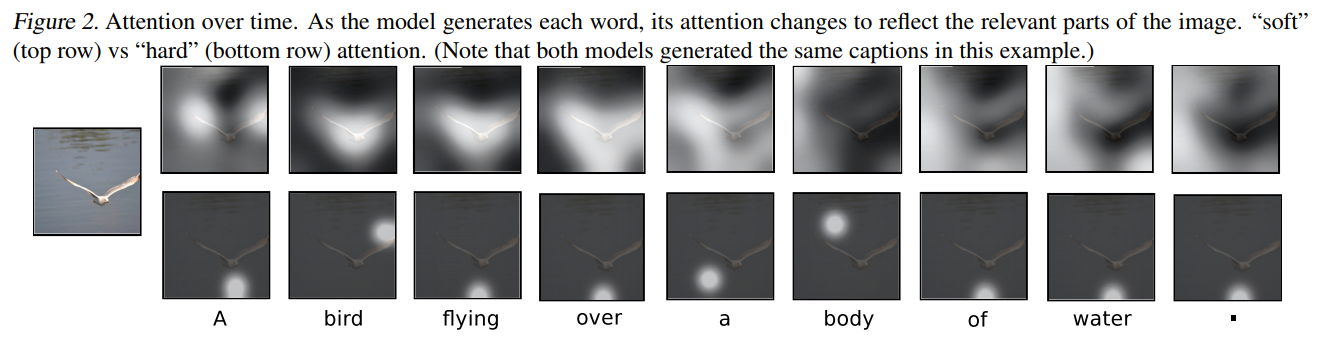 Figure 2. Attention over time. As the model generates each word, its attention changes to reflect the relevant parts of the image. “soft”
(top row) vs “hard” (bottom row) attention. (Note that both models generated the same captions in this example.)
A bird flying over a body of water .